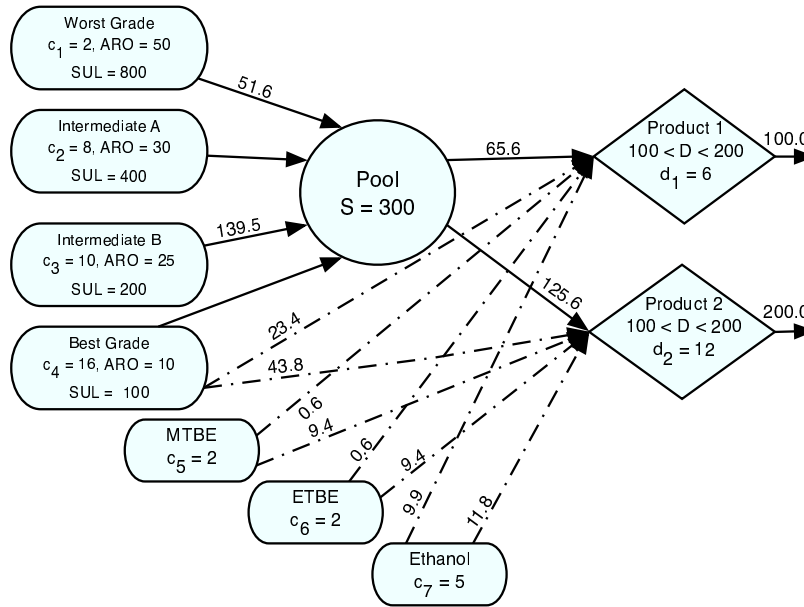 Worst Grade
c1 = 2, ARO = 50
SUL = 800
51.6
Intermediate A
c2 = 8, ARO = 30
SUL = 400
Intermediate B
c3 = 10, ARO = 25
SUL = 200
139.5
Best Grade
c4 = 16, ARO = 10
SUL = 100
Pool
S = 300
65.6
125.6
23.4
43.8
MTBE
c5 = 2
0.6
9.4
ETBE
c6 = 2
0.6
9.4
Ethanol
c7 = 5
9.9
11.8
Product 1
100 < D < 200
d1 = 6
100.0
Product 2
100 < D < 200
d2 = 12
200.0